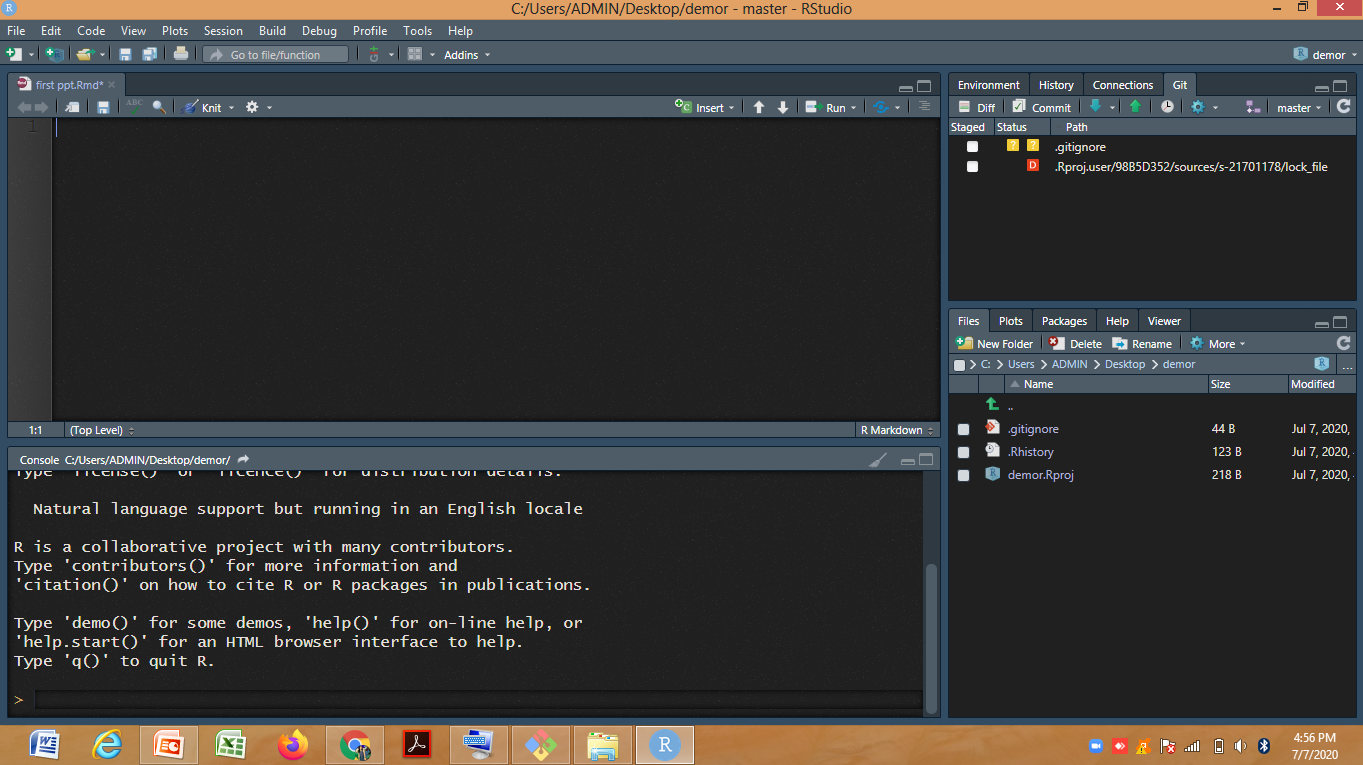 C:/Users/ADMIN/Desktop/demor - master - RStudio
File Edit Code View Plots Session Build Debug Profile Tools Help
Go to file/function Addins demor
first ppt.Rmd*
ABC Knit Insert Run
1
1:1 (Top Level) R Markdown
Console C:/Users/ADMIN/Desktop/demor/
Type 'license()' or 'licence()' for distribution details.
Natural language support but running in an English locale
R is a collaborative project with many contributors.
Type 'contributors()' for more information and
'citation()' on how to cite R or R packages in publications.
Type 'demo()' for some demos, 'help()' for on-line help, or
'help.start()' for an HTML browser interface to help.
Type 'q()' to quit R.
>
Environment History Connections Git
Diff Commit master
Staged Status Path
? ? .gitignore
D .Rproj.user/98B5D352/sources/s-21701178/lock_file
Files Plots Packages Help Viewer
New Folder Delete Rename More
C: Users ADMIN Desktop demor ...
Name Size Modified
..
.gitignore 44 B Jul 7, 2020,
.Rhistory 123 B Jul 7, 2020,
demor.Rproj 218 B Jul 7, 2020,
4:56 PM
7/7/2020